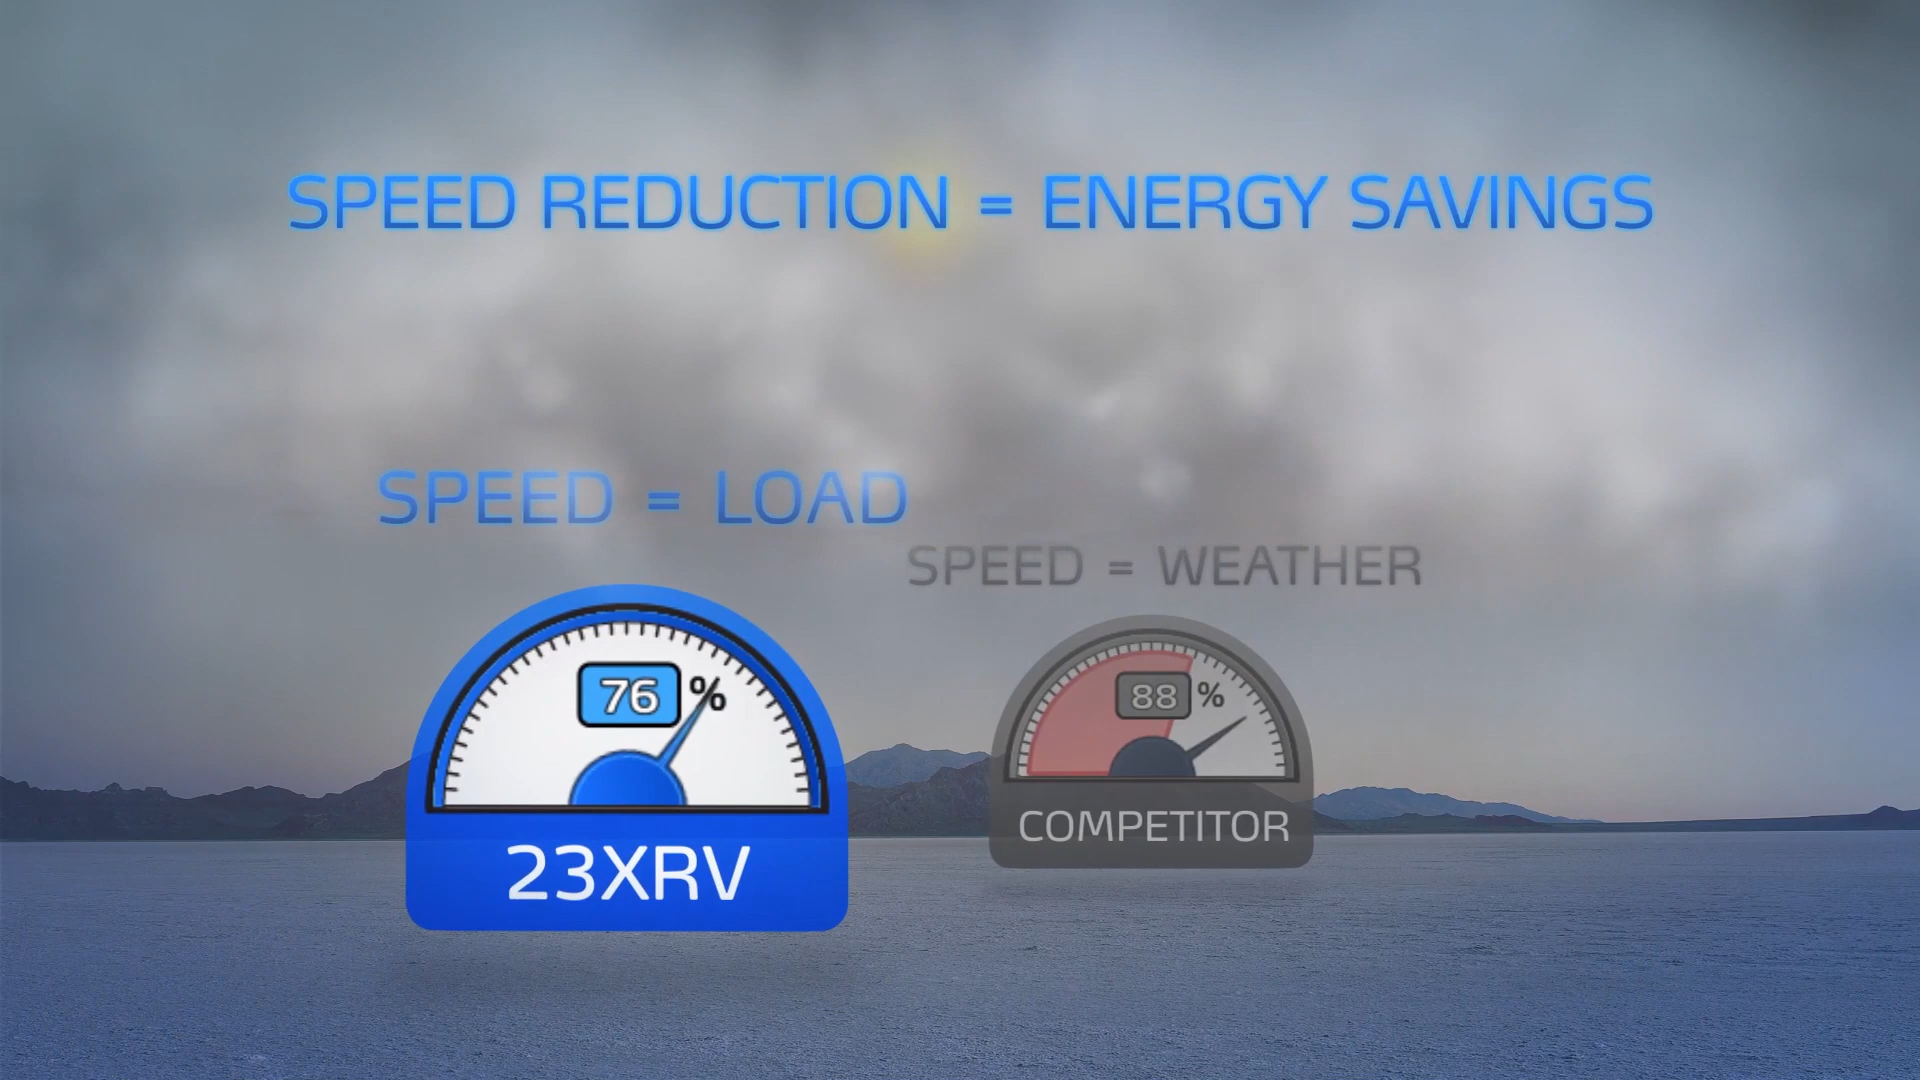 SPEED REDUCTION = ENERGY SAVINGS
SPEED = LOAD
SPEED = WEATHER
76 %
88 %
23XRV
COMPETITOR